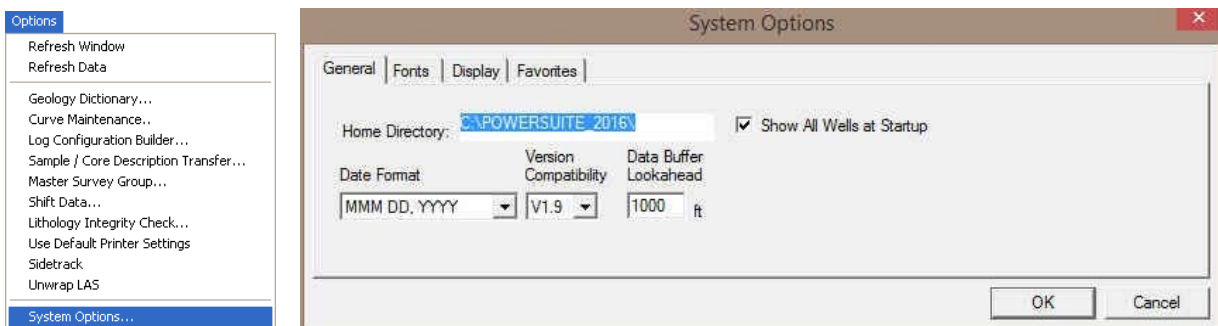 Options
Refresh Window
Refresh Data
Geology Dictionary...
Curve Maintenance..
Log Configuration Builder...
Sample / Core Description Transfer...
Master Survey Group...
Shift Data...
Lithology Integrity Check...
Use Default Printer Settings
Sidetrack
Unwrap LAS
System Options...
System Options
General Fonts Display Favorites
Home Directory: C:\POWERSUITE_2016\ Show All Wells at Startup
Version Data Buffer
Date Format Compatibility Lookahead
MMM DD, YYYY V1.9 1000 ft
OK Cancel